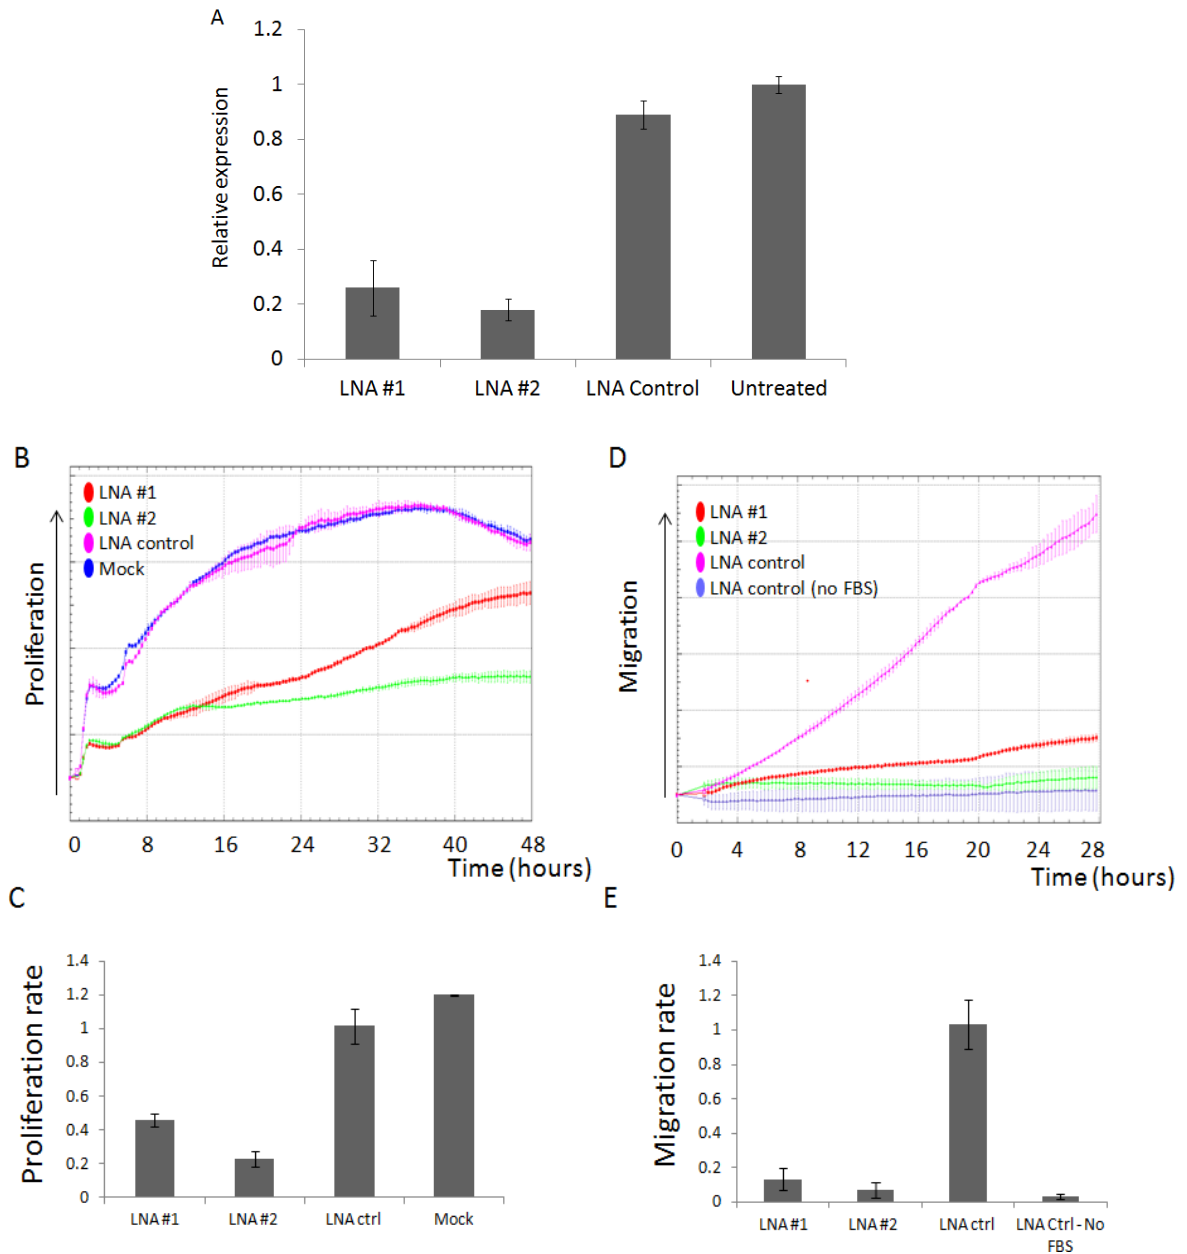 A
1.2
1
0.8
0.6
0.4
0.2
0
Relative expression
LNA #1 LNA #2 LNA Control Untreated
B
LNA #1
LNA #2
LNA control
Mock
Proliferation
0 8 16 24 32 40 48
Time (hours)
D
LNA #1
LNA #2
LNA control
LNA control (no FBS)
Migration
0 4 8 12 16 20 24 28
Time (hours)
C
1.4
1.2
1
0.8
0.6
0.4
0.2
0
Proliferation rate
LNA #1 LNA #2 LNA ctrl Mock
E
1.4
1.2
1
0.8
0.6
0.4
0.2
0
Migration rate
LNA #1 LNA #2 LNA ctrl LNA Ctrl - No
FBS